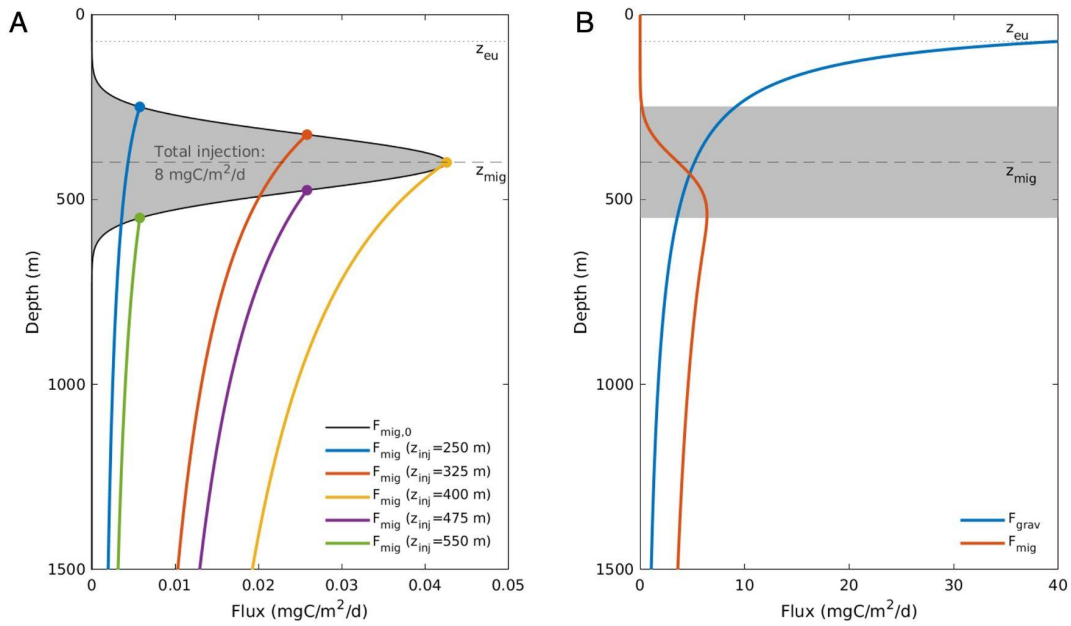 A
0
500
1000
1500
Depth (m)
z_eu
Total injection:
8 mgC/m²/d
z_mig
F_mig,0
F_mig (z_inj=250 m)
F_mig (z_inj=325 m)
F_mig (z_inj=400 m)
F_mig (z_inj=475 m)
F_mig (z_inj=550 m)
0 0.01 0.02 0.03 0.04 0.05
Flux (mgC/m²/d)
B
0
500
1000
1500
Depth (m)
z_eu
z_mig
F_grav
F_mig
0 10 20 30 40
Flux (mgC/m²/d)